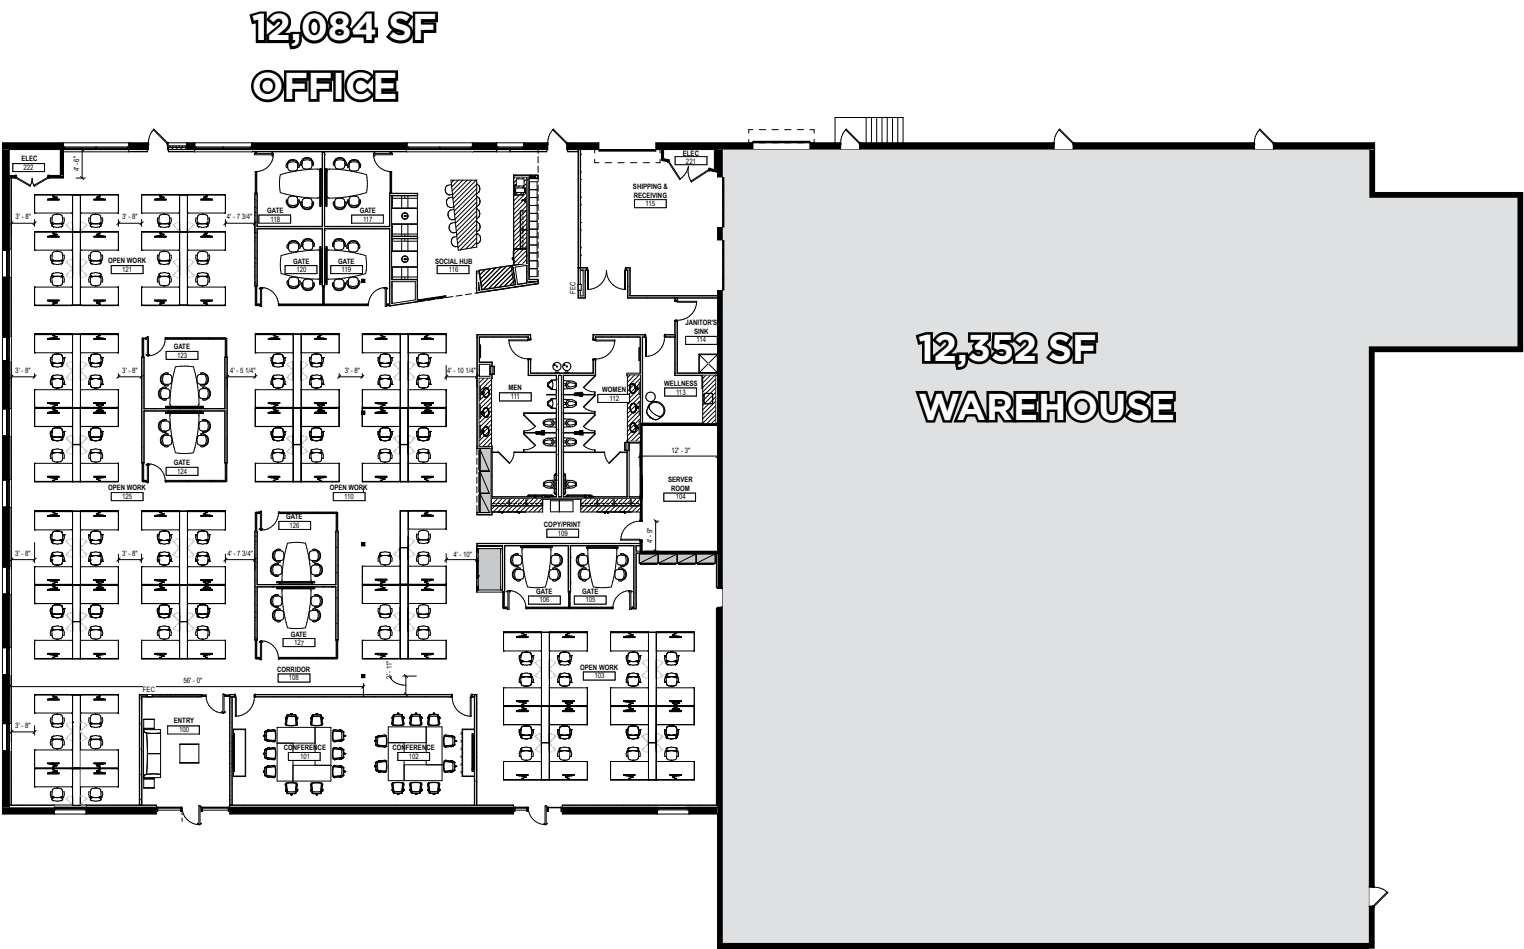 12,084 SF
OFFICE
ELEC
222
4' - 6"
ELEC
221
SHIPPING &
RECEIVING
115
GATE
118
GATE
117
3' - 8"
3' - 8"
4' - 7 3/4"
OPEN WORK
121
GATE
120
GATE
119
SOCIAL HUB
116
FEC
JANITOR'S
SINK
114
12,352 SF
WAREHOUSE
GATE
123
3' - 8"
3' - 8"
4' - 5 1/4"
3' - 8"
4' - 10 1/4"
MEN
111
WOMEN
112
WELLNESS
113
12' - 3"
GATE
124
SERVER
ROOM
104
OPEN WORK
125
OPEN WORK
110
GATE
126
COPY/PRINT
109
4' - 9"
3' - 8"
3' - 8"
4' - 7 3/4"
4' - 10"
GATE
106
GATE
105
GATE
127
CORRIDOR
108
OPEN WORK
103
56' - 0"
FEC
3' - 8"
ENTRY
100
CONFERENCE
101
CONFERENCE
102